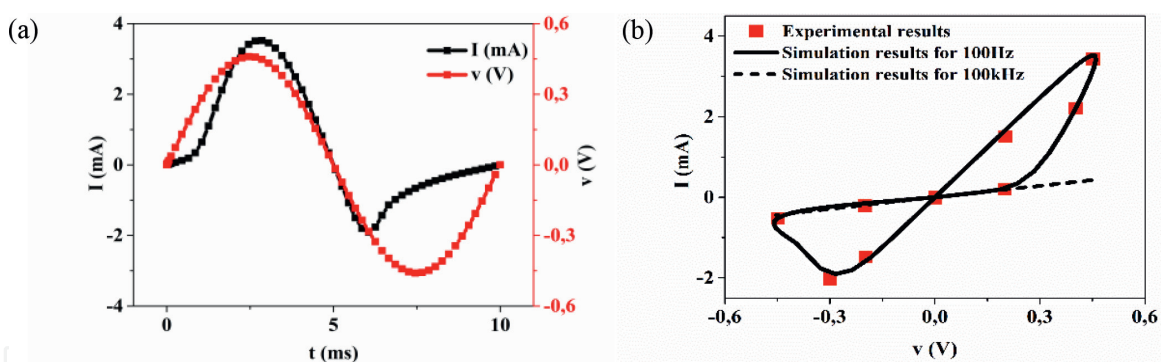 (a)
I (mA)
v (V)
4
2
0
-2
-4
I (mA)
0,6
0,3
0,0
-0,3
-0,6
v (V)
0
5
10
t (ms)
(b)
Experimental results
Simulation results for 100Hz
Simulation results for 100kHz
4
2
0
-2
I (mA)
-0,6
-0,3
0,0
0,3
0,6
v (V)